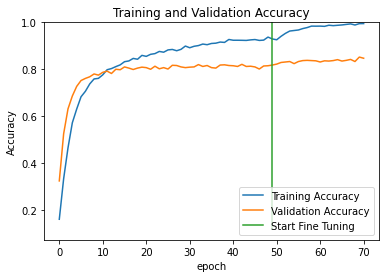 Training and Validation Accuracy
1.0
0.8
0.6
0.4
0.2
Accuracy
0
10
20
30
40
50
60
70
epoch
Training Accuracy
Validation Accuracy
Start Fine Tuning